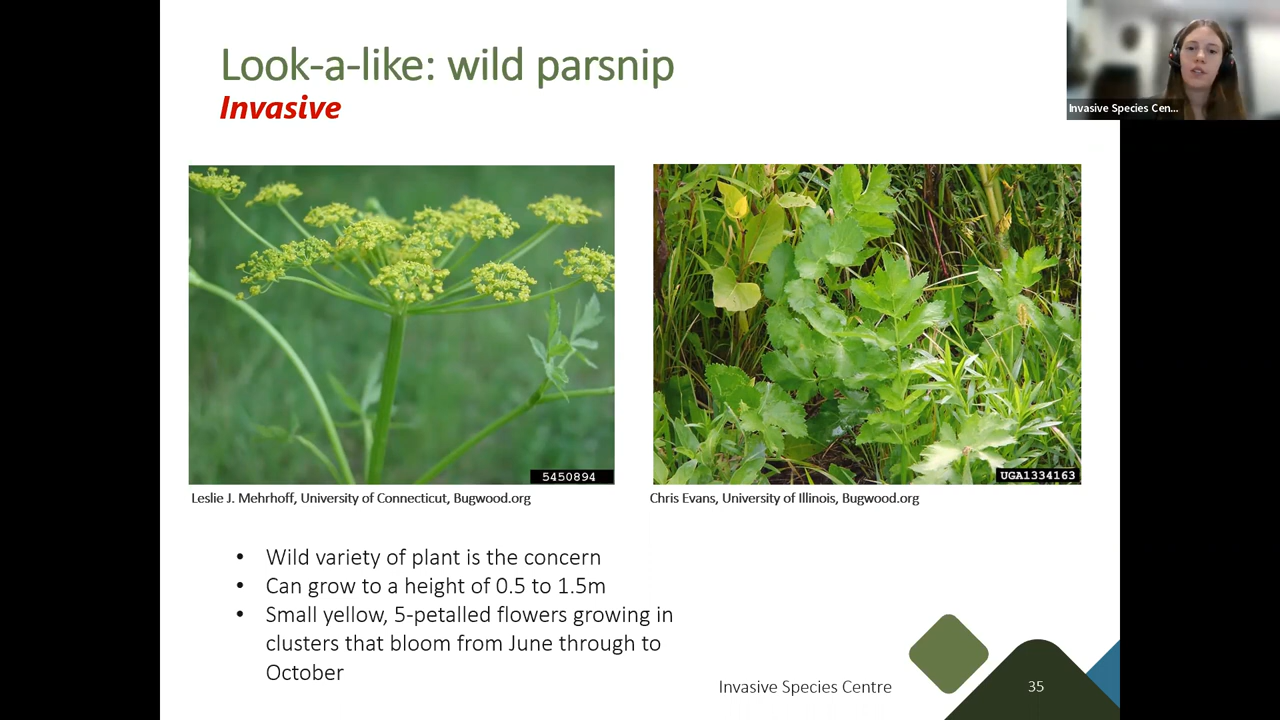 Look-a-like: wild parsnip
Invasive
Invasive Species Cen...
5450894
UGA1334163
Leslie J. Mehrhoff, University of Connecticut, Bugwood.org
Chris Evans, University of Illinois, Bugwood.org
• Wild variety of plant is the concern
• Can grow to a height of 0.5 to 1.5m
• Small yellow, 5-petalled flowers growing in
clusters that bloom from June through to
October
Invasive Species Centre
35